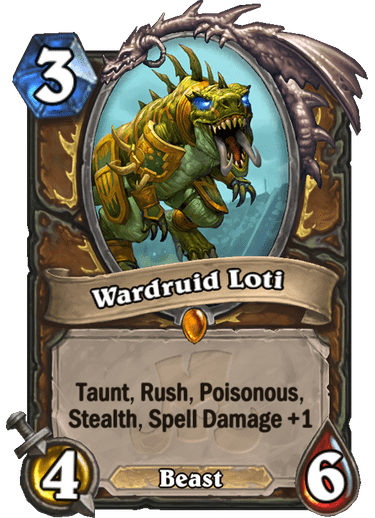 3
Wardruid Loti
Taunt, Rush, Poisonous,
Stealth, Spell Damage +1
4
Beast
6